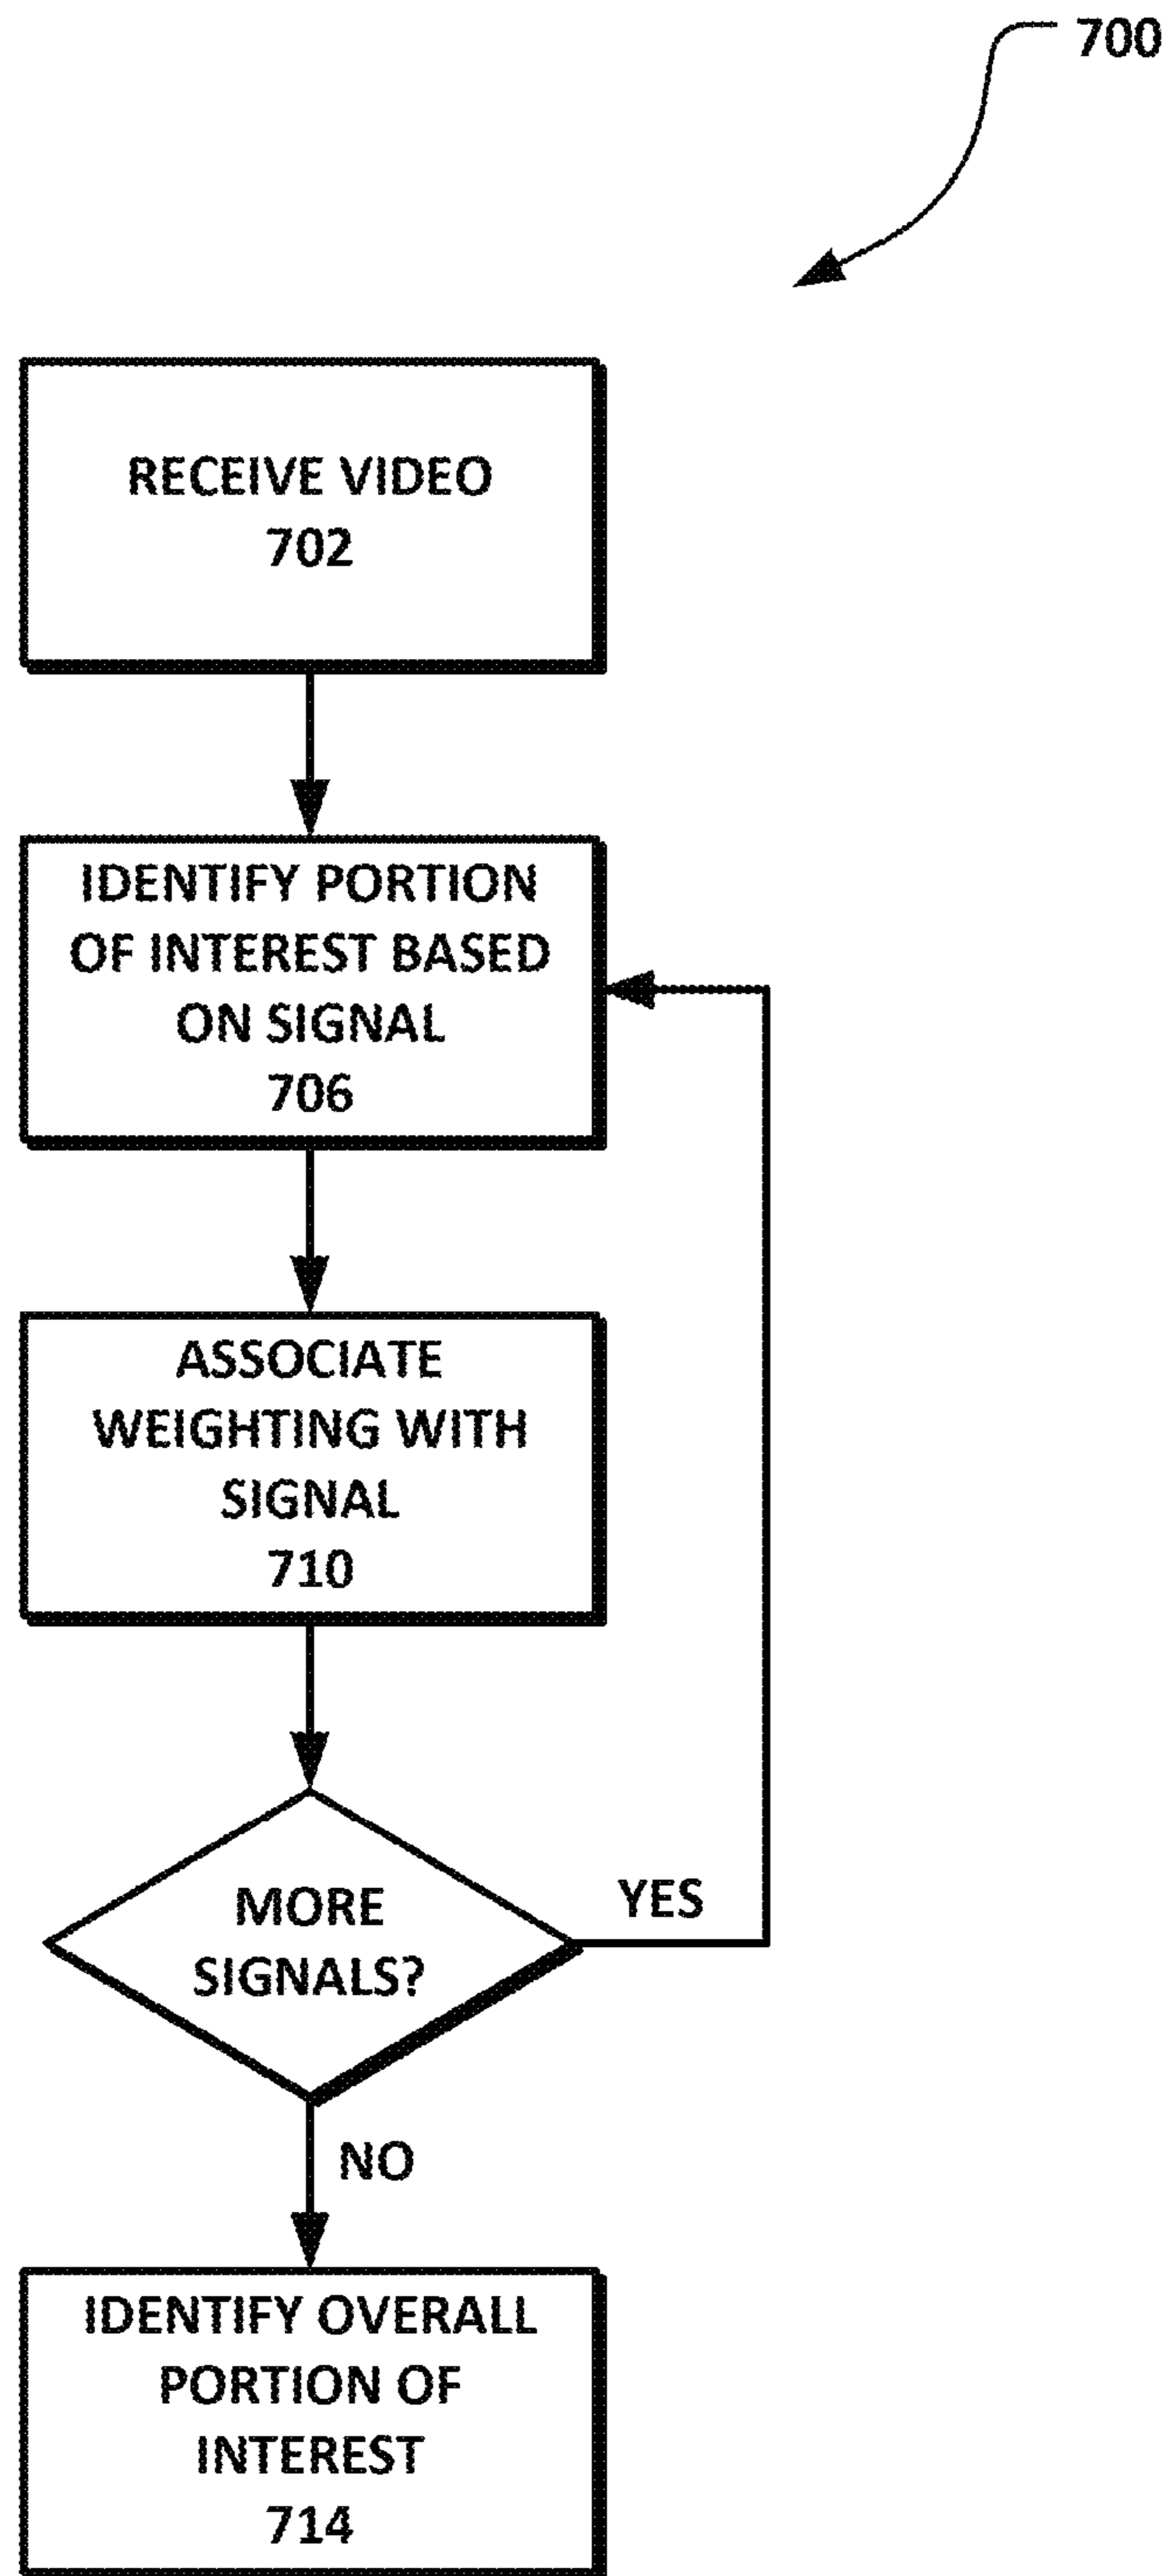 700
RECEIVE VIDEO
702
IDENTIFY PORTION
OF INTEREST BASED
ON SIGNAL
706
ASSOCIATE
WEIGHTING WITH
SIGNAL
710
MORE
SIGNALS?
YES
NO
IDENTIFY OVERALL
PORTION OF
INTEREST
714